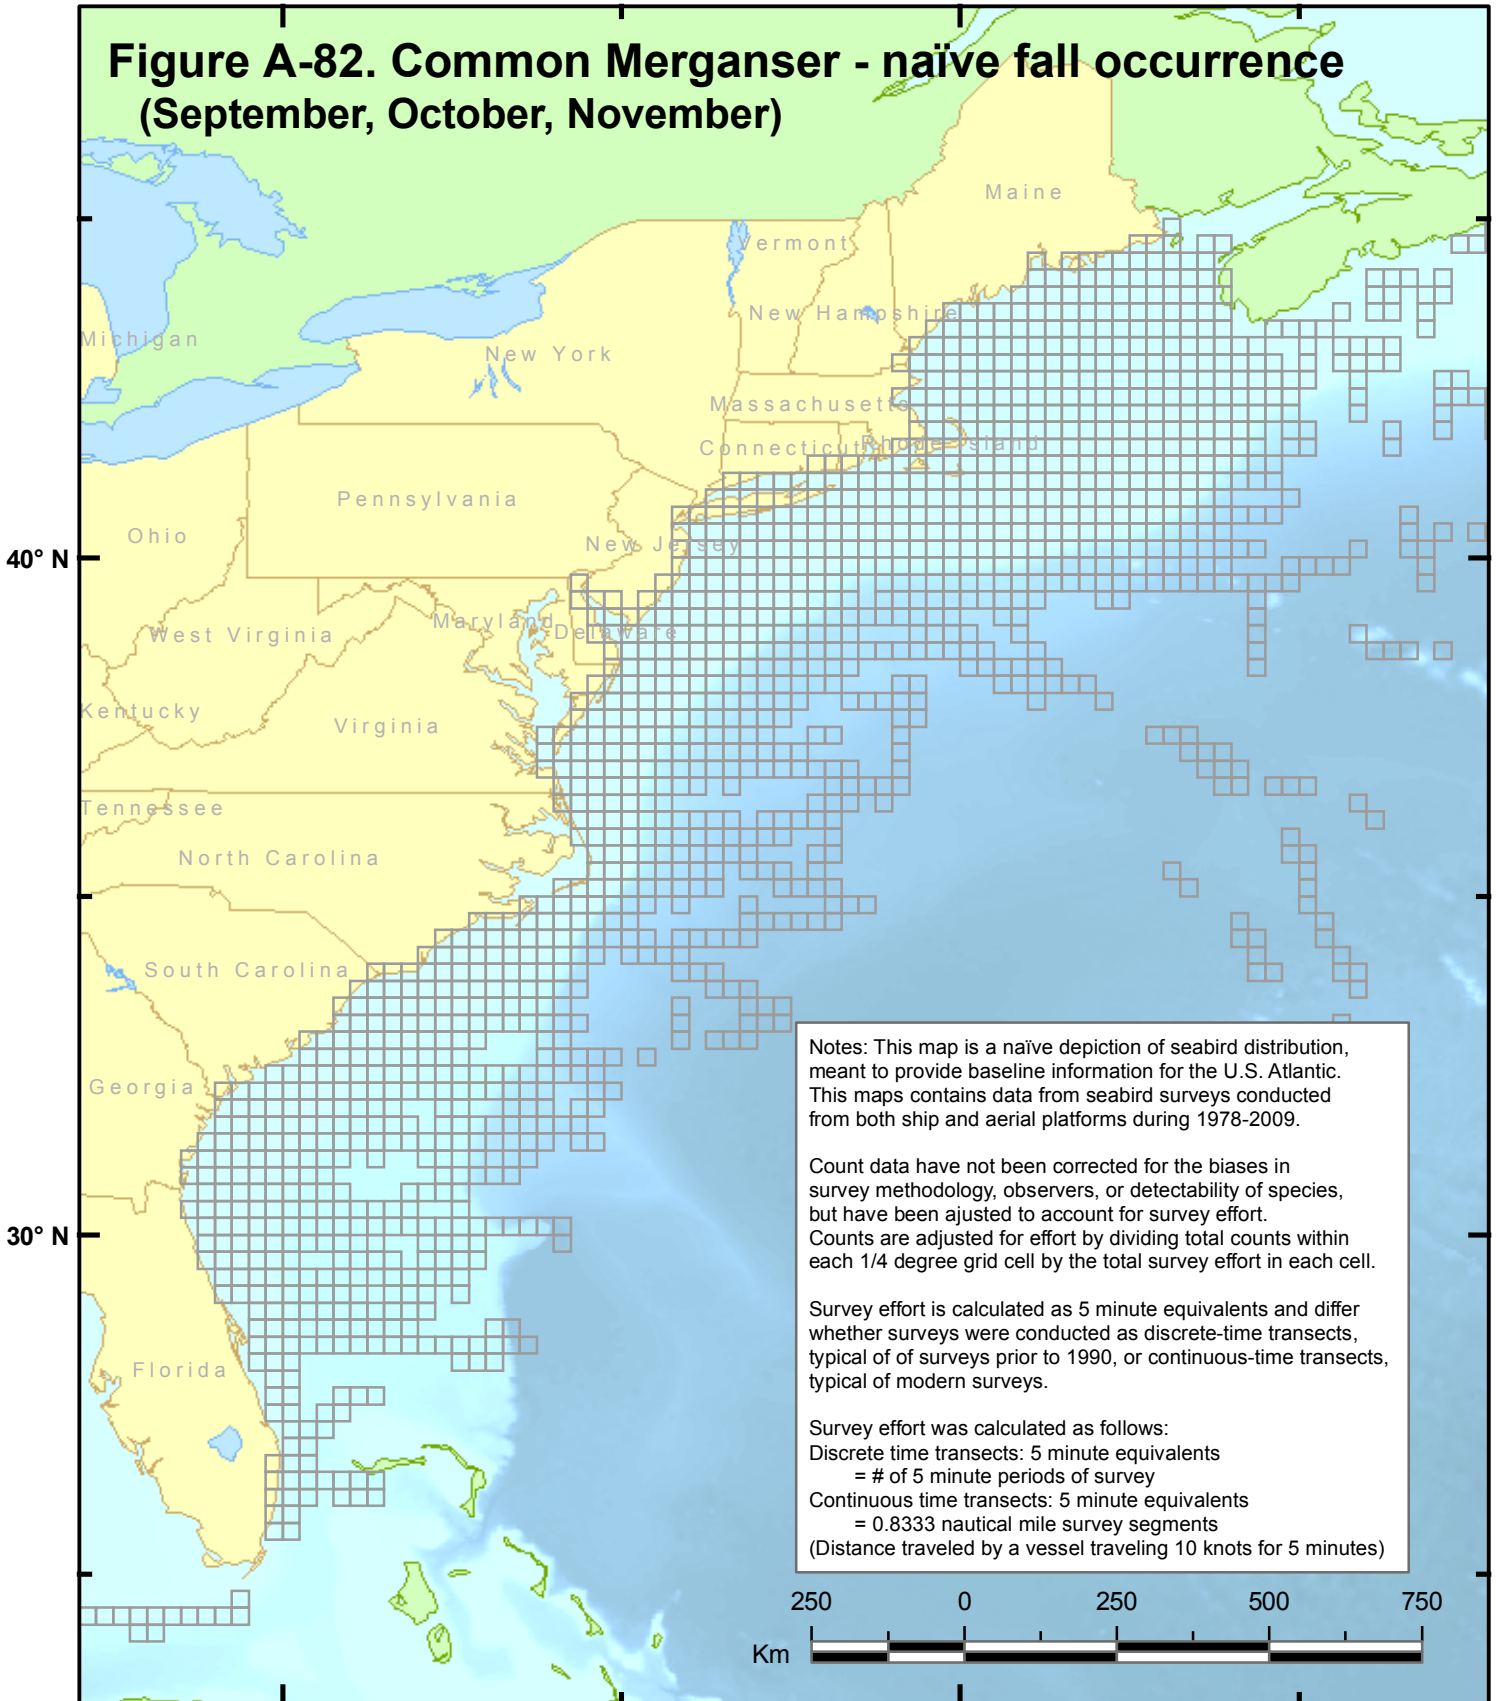 Figure A-82. Common Merganser - naïve fall occurrence
(September, October, November)
Maine
Vermont
New Hampshire
Michigan
New York
Massachusetts
Connecticut
Rhode Island
Pennsylvania
Ohio
New Jersey
40° N
Maryland
Delaware
West Virginia
Kentucky
Virginia
Tennessee
North Carolina
South Carolina
Georgia
30° N
Florida
Notes: This map is a naïve depiction of seabird distribution,
meant to provide baseline information for the U.S. Atlantic.
This maps contains data from seabird surveys conducted
from both ship and aerial platforms during 1978-2009.
Count data have not been corrected for the biases in
survey methodology, observers, or detectability of species,
but have been ajusted to account for survey effort.
Counts are adjusted for effort by dividing total counts within
each 1/4 degree grid cell by the total survey effort in each cell.
Survey effort is calculated as 5 minute equivalents and differ
whether surveys were conducted as discrete-time transects,
typical of of surveys prior to 1990, or continuous-time transects,
typical of modern surveys.
Survey effort was calculated as follows:
Discrete time transects: 5 minute equivalents
= # of 5 minute periods of survey
Continuous time transects: 5 minute equivalents
= 0.8333 nautical mile survey segments
(Distance traveled by a vessel traveling 10 knots for 5 minutes)
250 0 250 500 750
Km